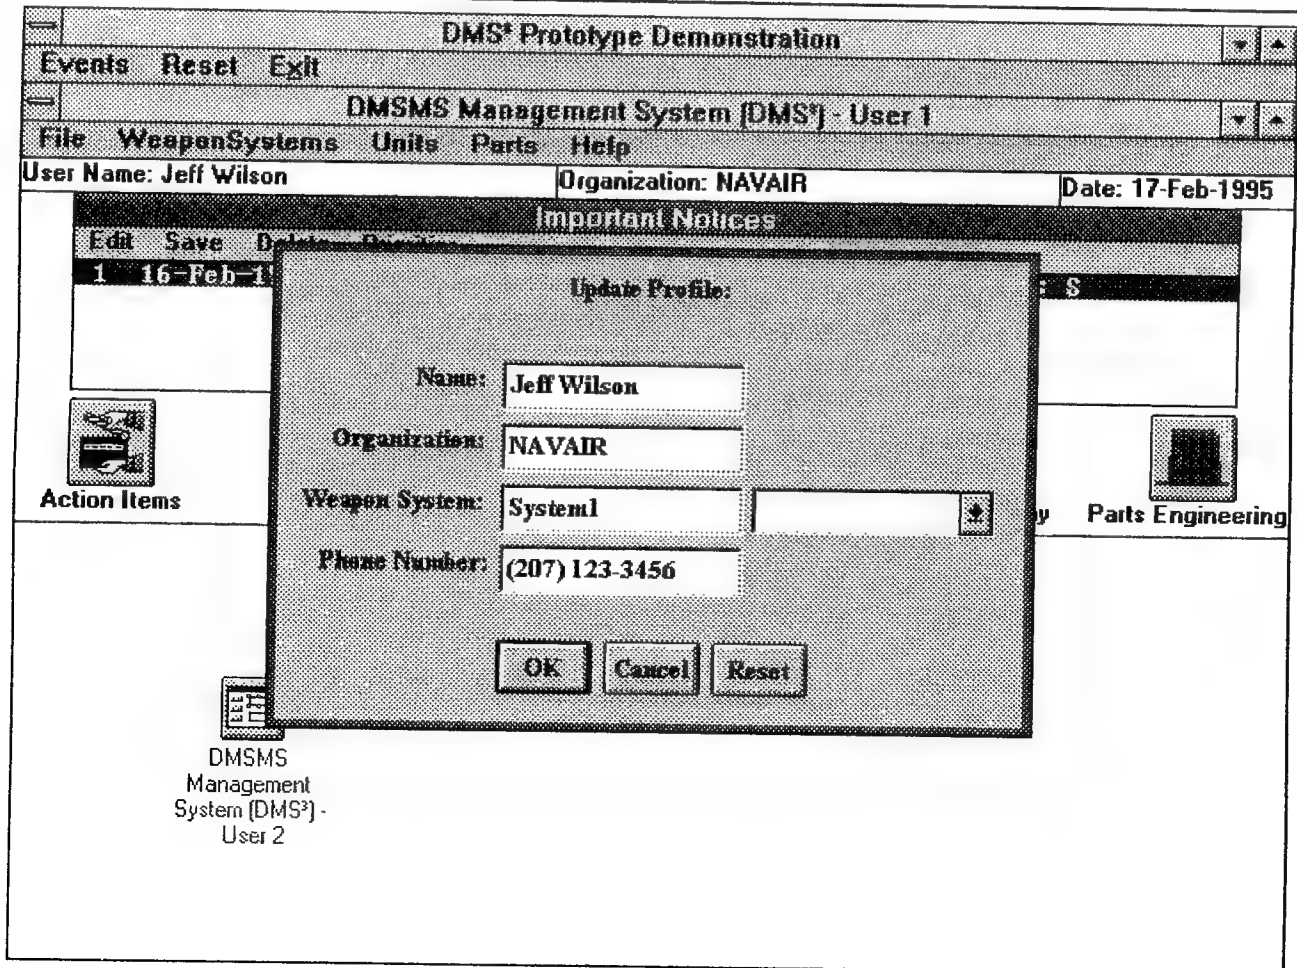 DMS³ Prototype Demonstration
Events Reset Exit
DMSMS Management System (DMS³) - User 1
File WeaponSystems Units Parts Help
User Name: Jeff Wilson Organization: NAVAIR Date: 17-Feb-1995
Important Notices
Edit Save
1 16-Feb-1 S
Update Profile:
Name: Jeff Wilson
Organization: NAVAIR
Weapon System: System1
Phone Number: (207) 123-3456
OK Cancel Reset
Action Items
Parts Engineering
DMSMS
Management
System (DMS³) -
User 2